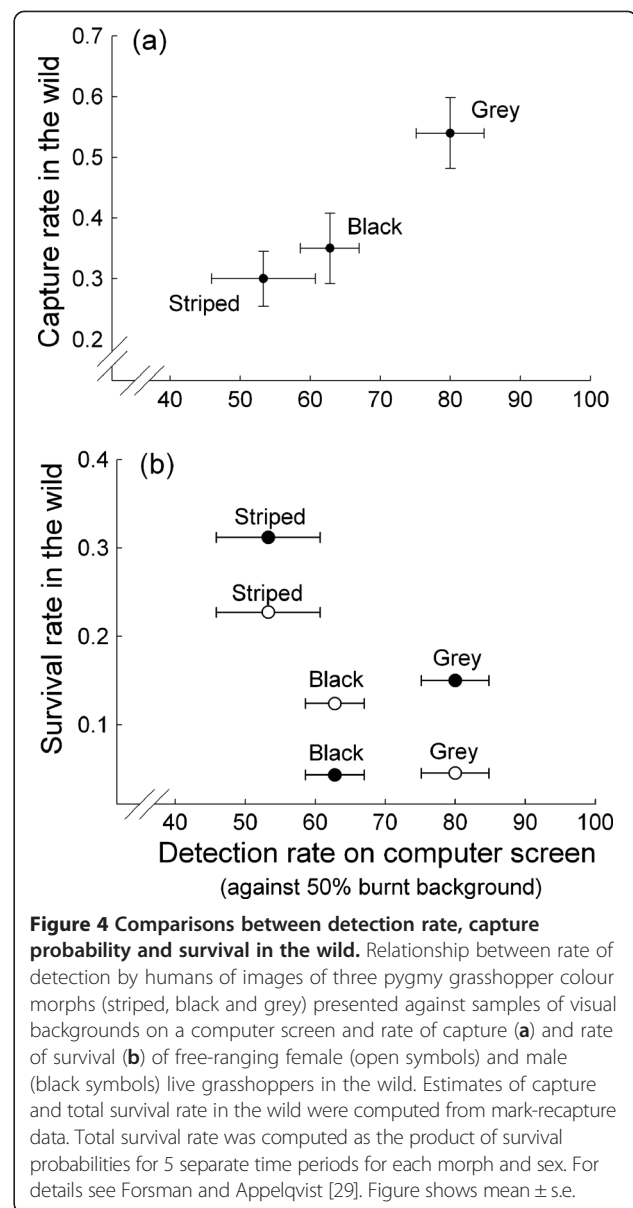 (a)
0.7
0.6
0.5
0.4
0.3
0.2
Capture rate in the wild
Grey
Black
Striped
40 50 60 70 80 90 100
(b)
0.4
0.3
0.2
0.1
Survival rate in the wild
Striped
Striped
Black
Grey
Black
Grey
40 50 60 70 80 90 100
Detection rate on computer screen
(against 50% burnt background)
Figure 4 Comparisons between detection rate, capture
probability and survival in the wild. Relationship between rate of
detection by humans of images of three pygmy grasshopper colour
morphs (striped, black and grey) presented against samples of visual
backgrounds on a computer screen and rate of capture (a) and rate
of survival (b) of free-ranging female (open symbols) and male
(black symbols) live grasshoppers in the wild. Estimates of capture
and total survival rate in the wild were computed from mark-recapture
data. Total survival rate was computed as the product of survival
probabilities for 5 separate time periods for each morph and sex. For
details see Forsman and Appelqvist [29]. Figure shows mean ± s.e.